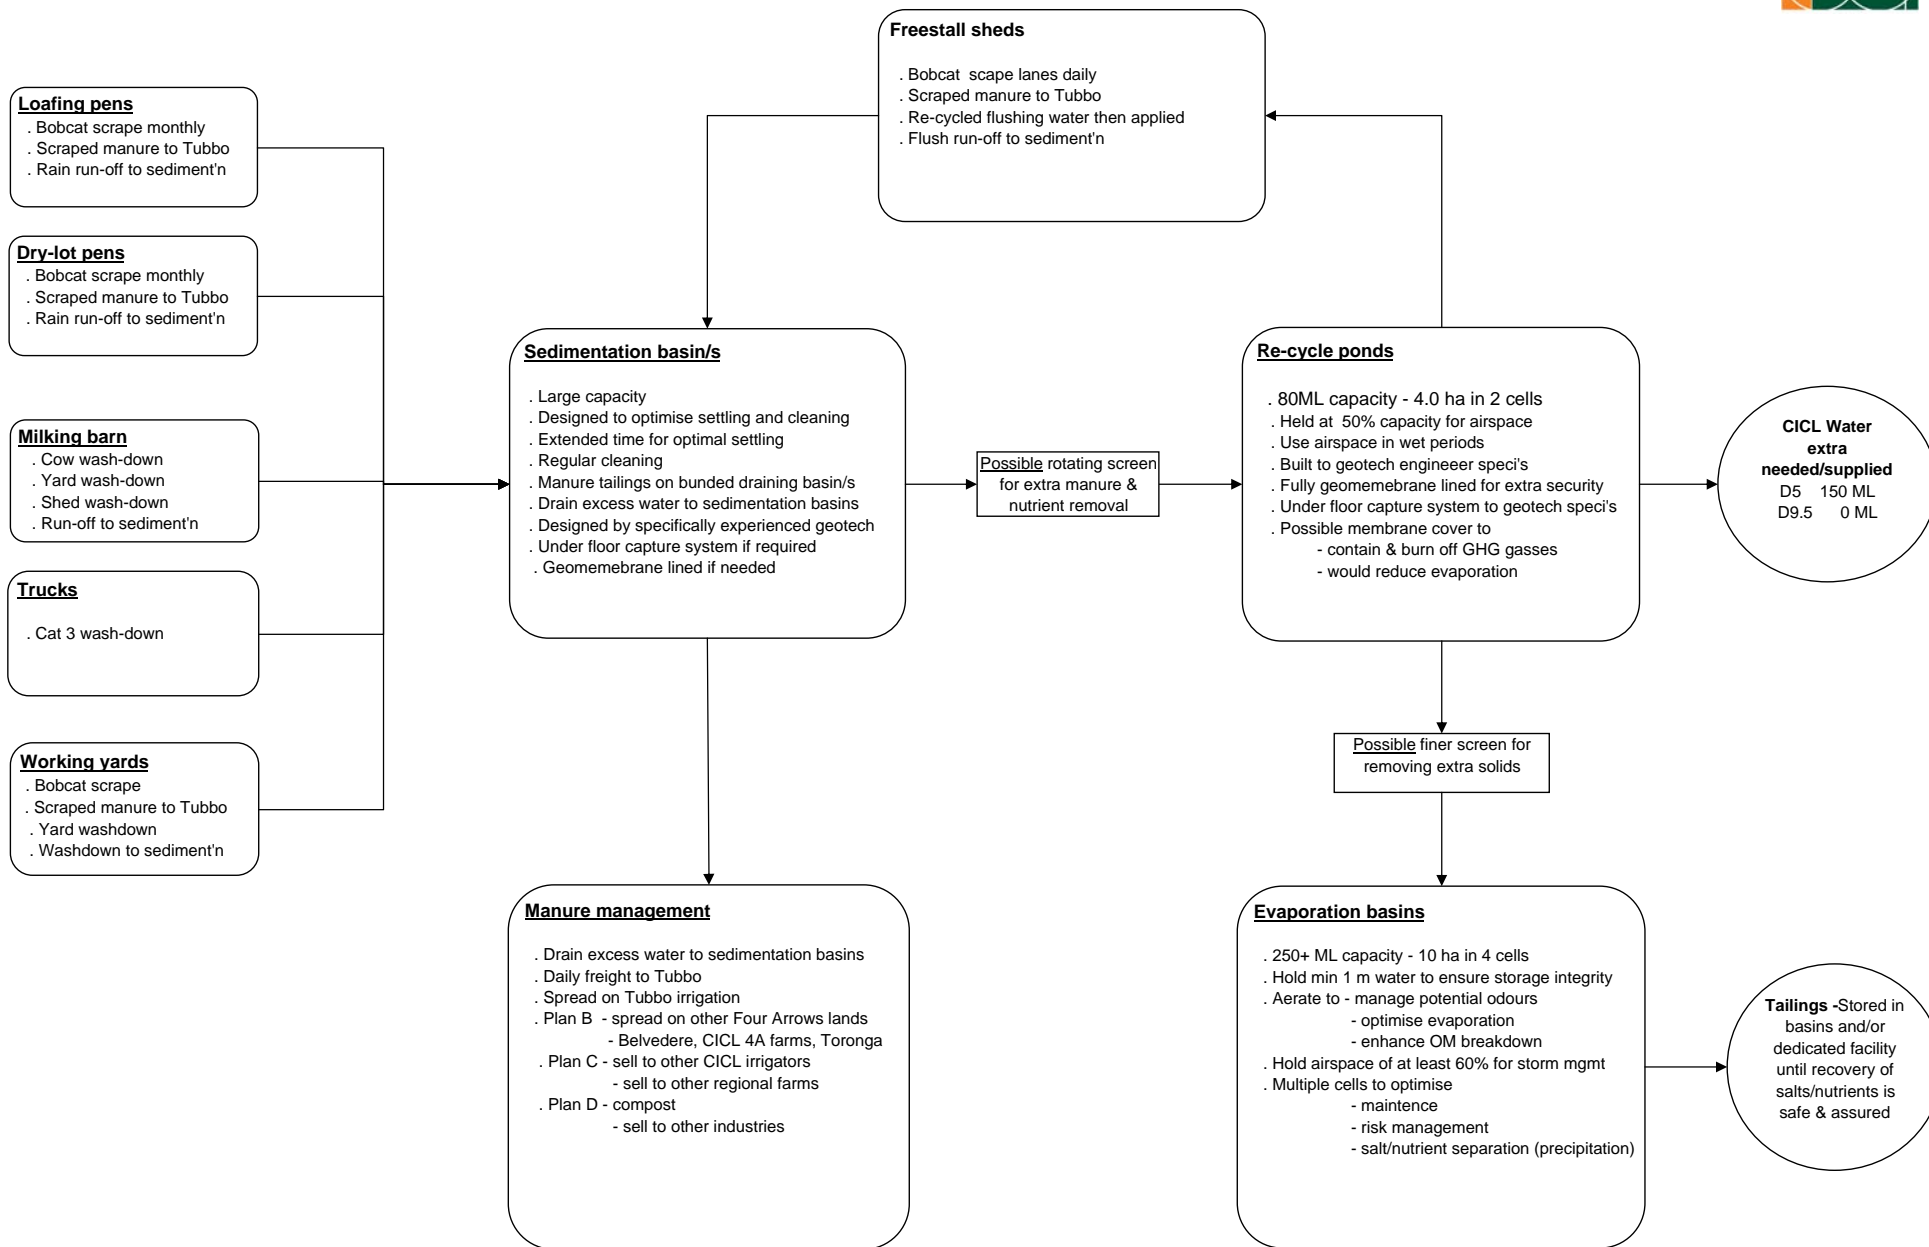 Freestall sheds
. Bobcat  scape lanes daily
. Scraped manure to Tubbo
. Re-cycled flushing water then applied
. Flush run-off to sediment'n
Loafing pens
. Bobcat scrape monthly
. Scraped manure to Tubbo
. Rain run-off to sediment'n
Dry-lot pens
. Bobcat scrape monthly
. Scraped manure to Tubbo
. Rain run-off to sediment'n
Milking barn
. Cow wash-down
. Yard wash-down
. Shed wash-down
. Run-off to sediment'n
Trucks
. Cat 3 wash-down
Working yards
. Bobcat scrape
. Scraped manure to Tubbo
. Yard washdown
. Washdown to sediment'n
Sedimentation basin/s
. Large capacity
. Designed to optimise settling and cleaning
. Extended time for optimal settling
. Regular cleaning
. Manure tailings on bunded draining basin/s
. Drain excess water to sedimentation basins
. Designed by specifically experienced geotech
. Under floor capture system if required
. Geomemebrane lined if needed
Possible rotating screen
for extra manure &
nutrient removal
Re-cycle ponds
. 80ML capacity - 4.0 ha in 2 cells
. Held at  50% capacity for airspace
. Use airspace in wet periods
. Built to geotech engineeer speci's
. Fully geomembrane lined for extra security
. Under floor capture system to geotech speci's
. Possible membrane cover to
- contain & burn off GHG gasses
- would reduce evaporation
CICL Water
extra
needed/supplied
D5    150 ML
D9.5      0 ML
Possible finer screen for
removing extra solids
Manure management
. Drain excess water to sedimentation basins
. Daily freight to Tubbo
. Spread on Tubbo irrigation
. Plan B  - spread on other Four Arrows lands
- Belvedere, CICL 4A farms, Toronga
. Plan C - sell to other CICL irrigators
- sell to other regional farms
. Plan D - compost
- sell to other industries
Evaporation basins
. 250+ ML capacity - 10 ha in 4 cells
. Hold min 1 m water to ensure storage integrity
. Aerate to - manage potential odours
- optimise evaporation
- enhance OM breakdown
. Hold airspace of at least 60% for storm mgmt
. Multiple cells to optimise
- maintence
- risk management
- salt/nutrient separation (precipitation)
Tailings -Stored in
basins and/or
dedicated facility
until recovery of
salts/nutrients is
safe & assured